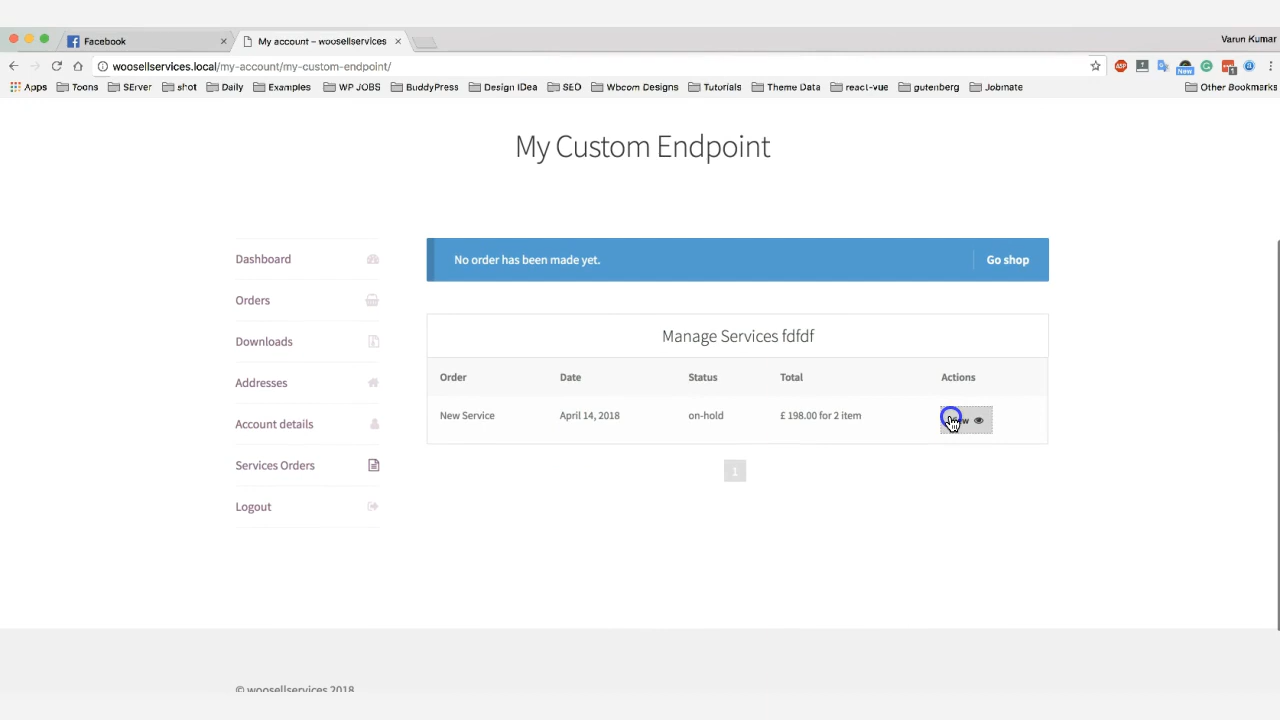 Facebook
My account – woosellservices
Varun Kumar
woosellservices.local/my-account/my-custom-endpoint/
ABP
New
1
Apps Toons SErver shot Daily Examples WP JOBS BuddyPress Design IDea SEO Wbcom Designs Tutorials Theme Data react-vue gutenberg Jobmate Other Bookmarks
My Custom Endpoint
Dashboard
Orders
Downloads
Addresses
Account details
Services Orders
Logout
No order has been made yet. Go shop
Manage Services fdfdf
Order Date Status Total Actions
New Service April 14, 2018 on-hold £ 198.00 for 2 item
1
© woosellservices 2018